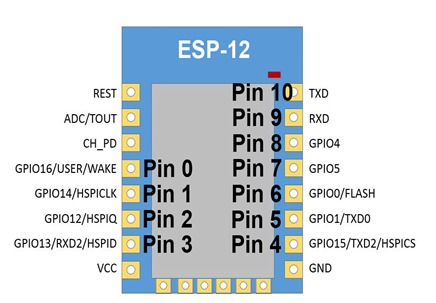 ESP-12
REST Pin 10 TXD
ADC/TOUT Pin 9 RXD
CH_PD Pin 8 GPIO4
GPIO16/USER/WAKE Pin 0 Pin 7 GPIO5
GPIO14/HSPICLK Pin 1 Pin 6 GPIO0/FLASH
GPIO12/HSPIQ Pin 2 Pin 5 GPIO1/TXD0
GPIO13/RXD2/HSPID Pin 3 Pin 4 GPIO15/TXD2/HSPICS
VCC GND